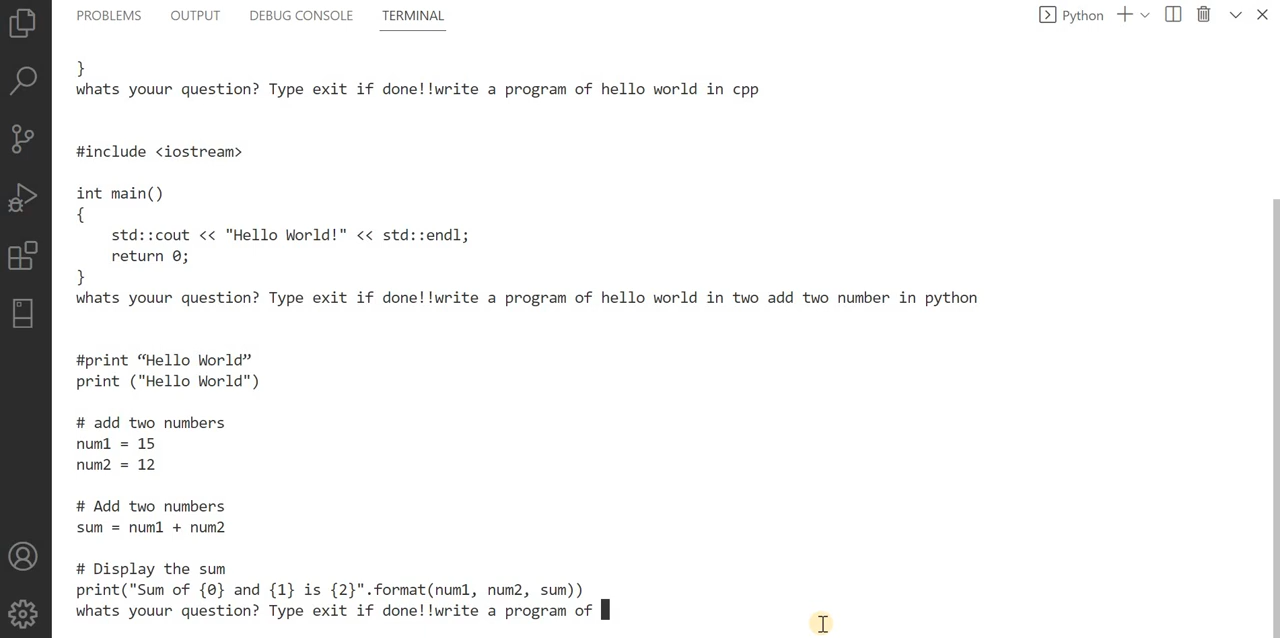 PROBLEMS OUTPUT DEBUG CONSOLE TERMINAL Python
}
whats youur question? Type exit if done!!write a program of hello world in cpp
#include <iostream>
int main()
{
    std::cout << "Hello World!" << std::endl;
    return 0;
}
whats youur question? Type exit if done!!write a program of hello world in two add two number in python
#print “Hello World”
print ("Hello World")
# add two numbers
num1 = 15
num2 = 12
# Add two numbers
sum = num1 + num2
# Display the sum
print("Sum of {0} and {1} is {2}".format(num1, num2, sum))
whats youur question? Type exit if done!!write a program of